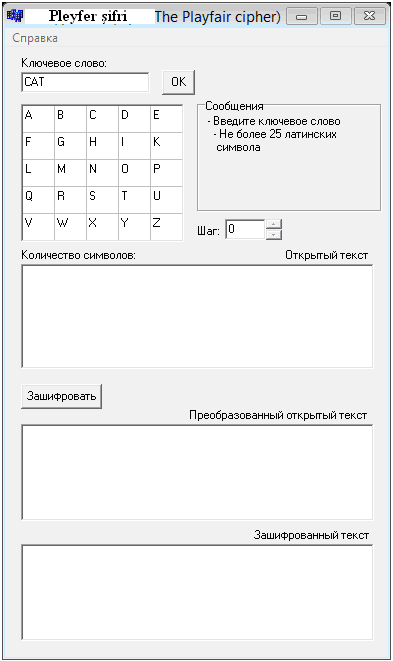 Pleyfer şifri The Playfair cipher)
Справка
Ключевое слово:
CAT OK
A B C D E
F G H I K
L M N O P
Q R S T U
V W X Y Z
Сообщения
- Введите ключевое слово
- Не более 25 латинских
символа
Шаг: 0
Количество символов: Открытый текст
Зашифровать
Преобразованный открытый текст
Зашифрованный текст